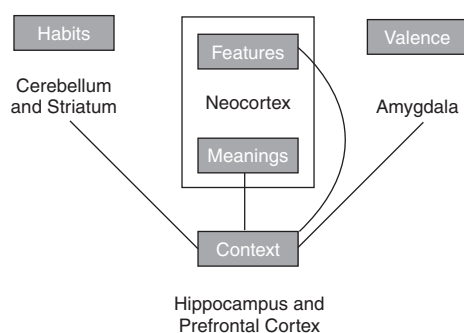 Habits
Cerebellum
and Striatum
Features
Neocortex
Meanings
Valence
Amygdala
Context
Hippocampus and
Prefrontal Cortex